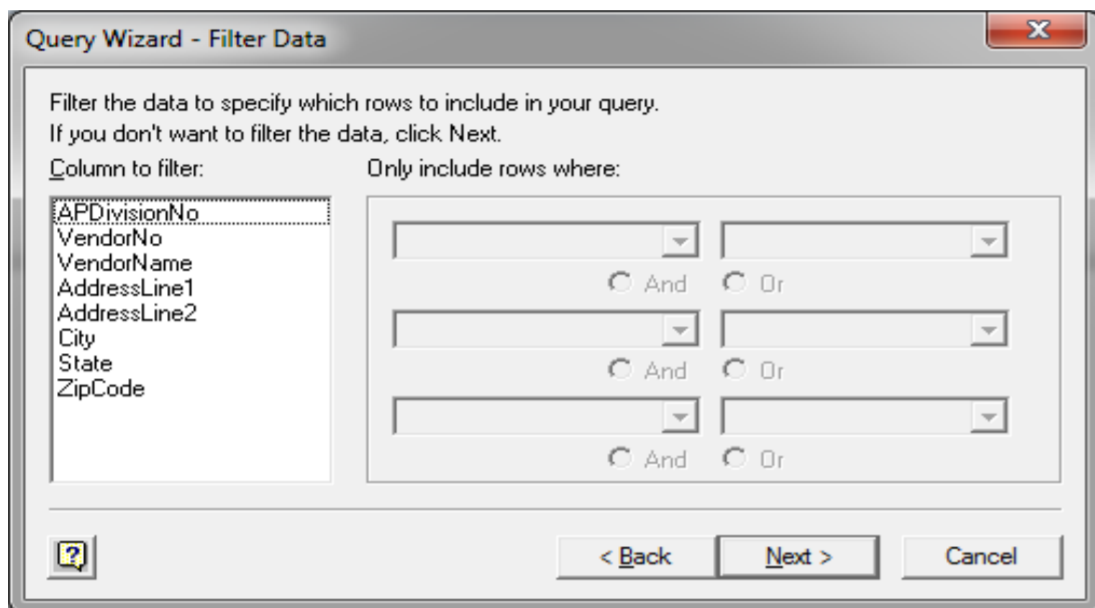 Query Wizard - Filter Data
Filter the data to specify which rows to include in your query.
If you don't want to filter the data, click Next.
Column to filter:
Only include rows where:
APDivisionNo
VendorNo
VendorName
AddressLine1
AddressLine2
City
State
ZipCode
And Or
And Or
And Or
?
< Back Next > Cancel